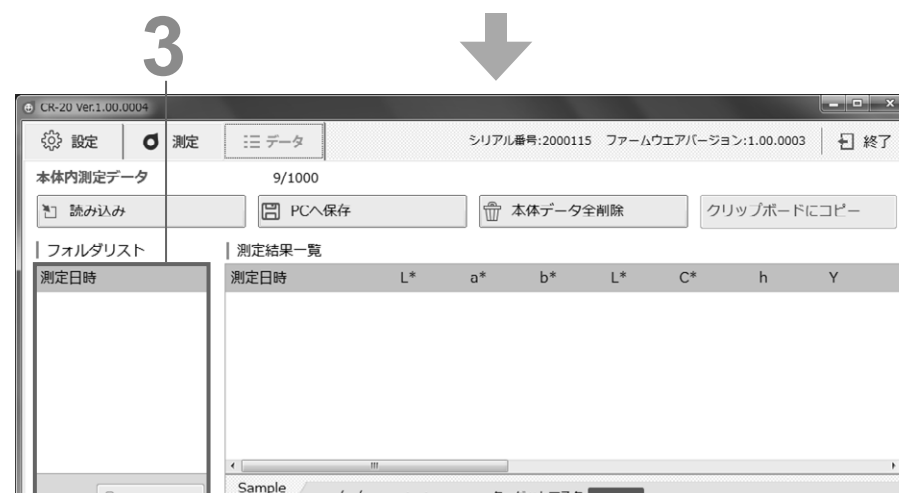 3
CR-20 Ver.1.00.0004
設定 測定 データ シリアル番号:2000115 ファームウエアバージョン:1.00.0003 終了
本体内測定データ 9/1000
読み込み PCへ保存 本体データ全削除 クリップボードにコピー
フォルダリスト 測定結果一覧
測定日時 測定日時 L* a* b* L* C* h Y
Sample